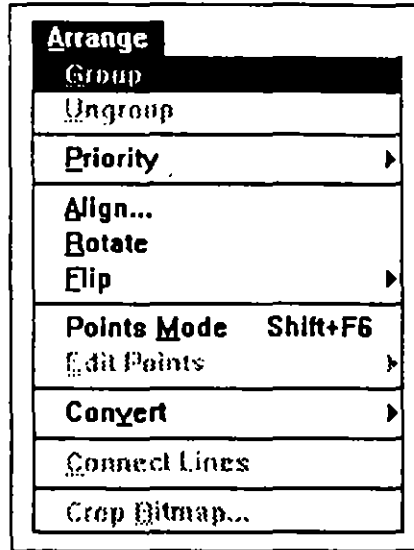 Arrange
Group
Ungroup
Priority
Align...
Rotate
Flip
Points Mode Shift+F6
Edit Points
Convert
Connect Lines
Crop Bitmap...